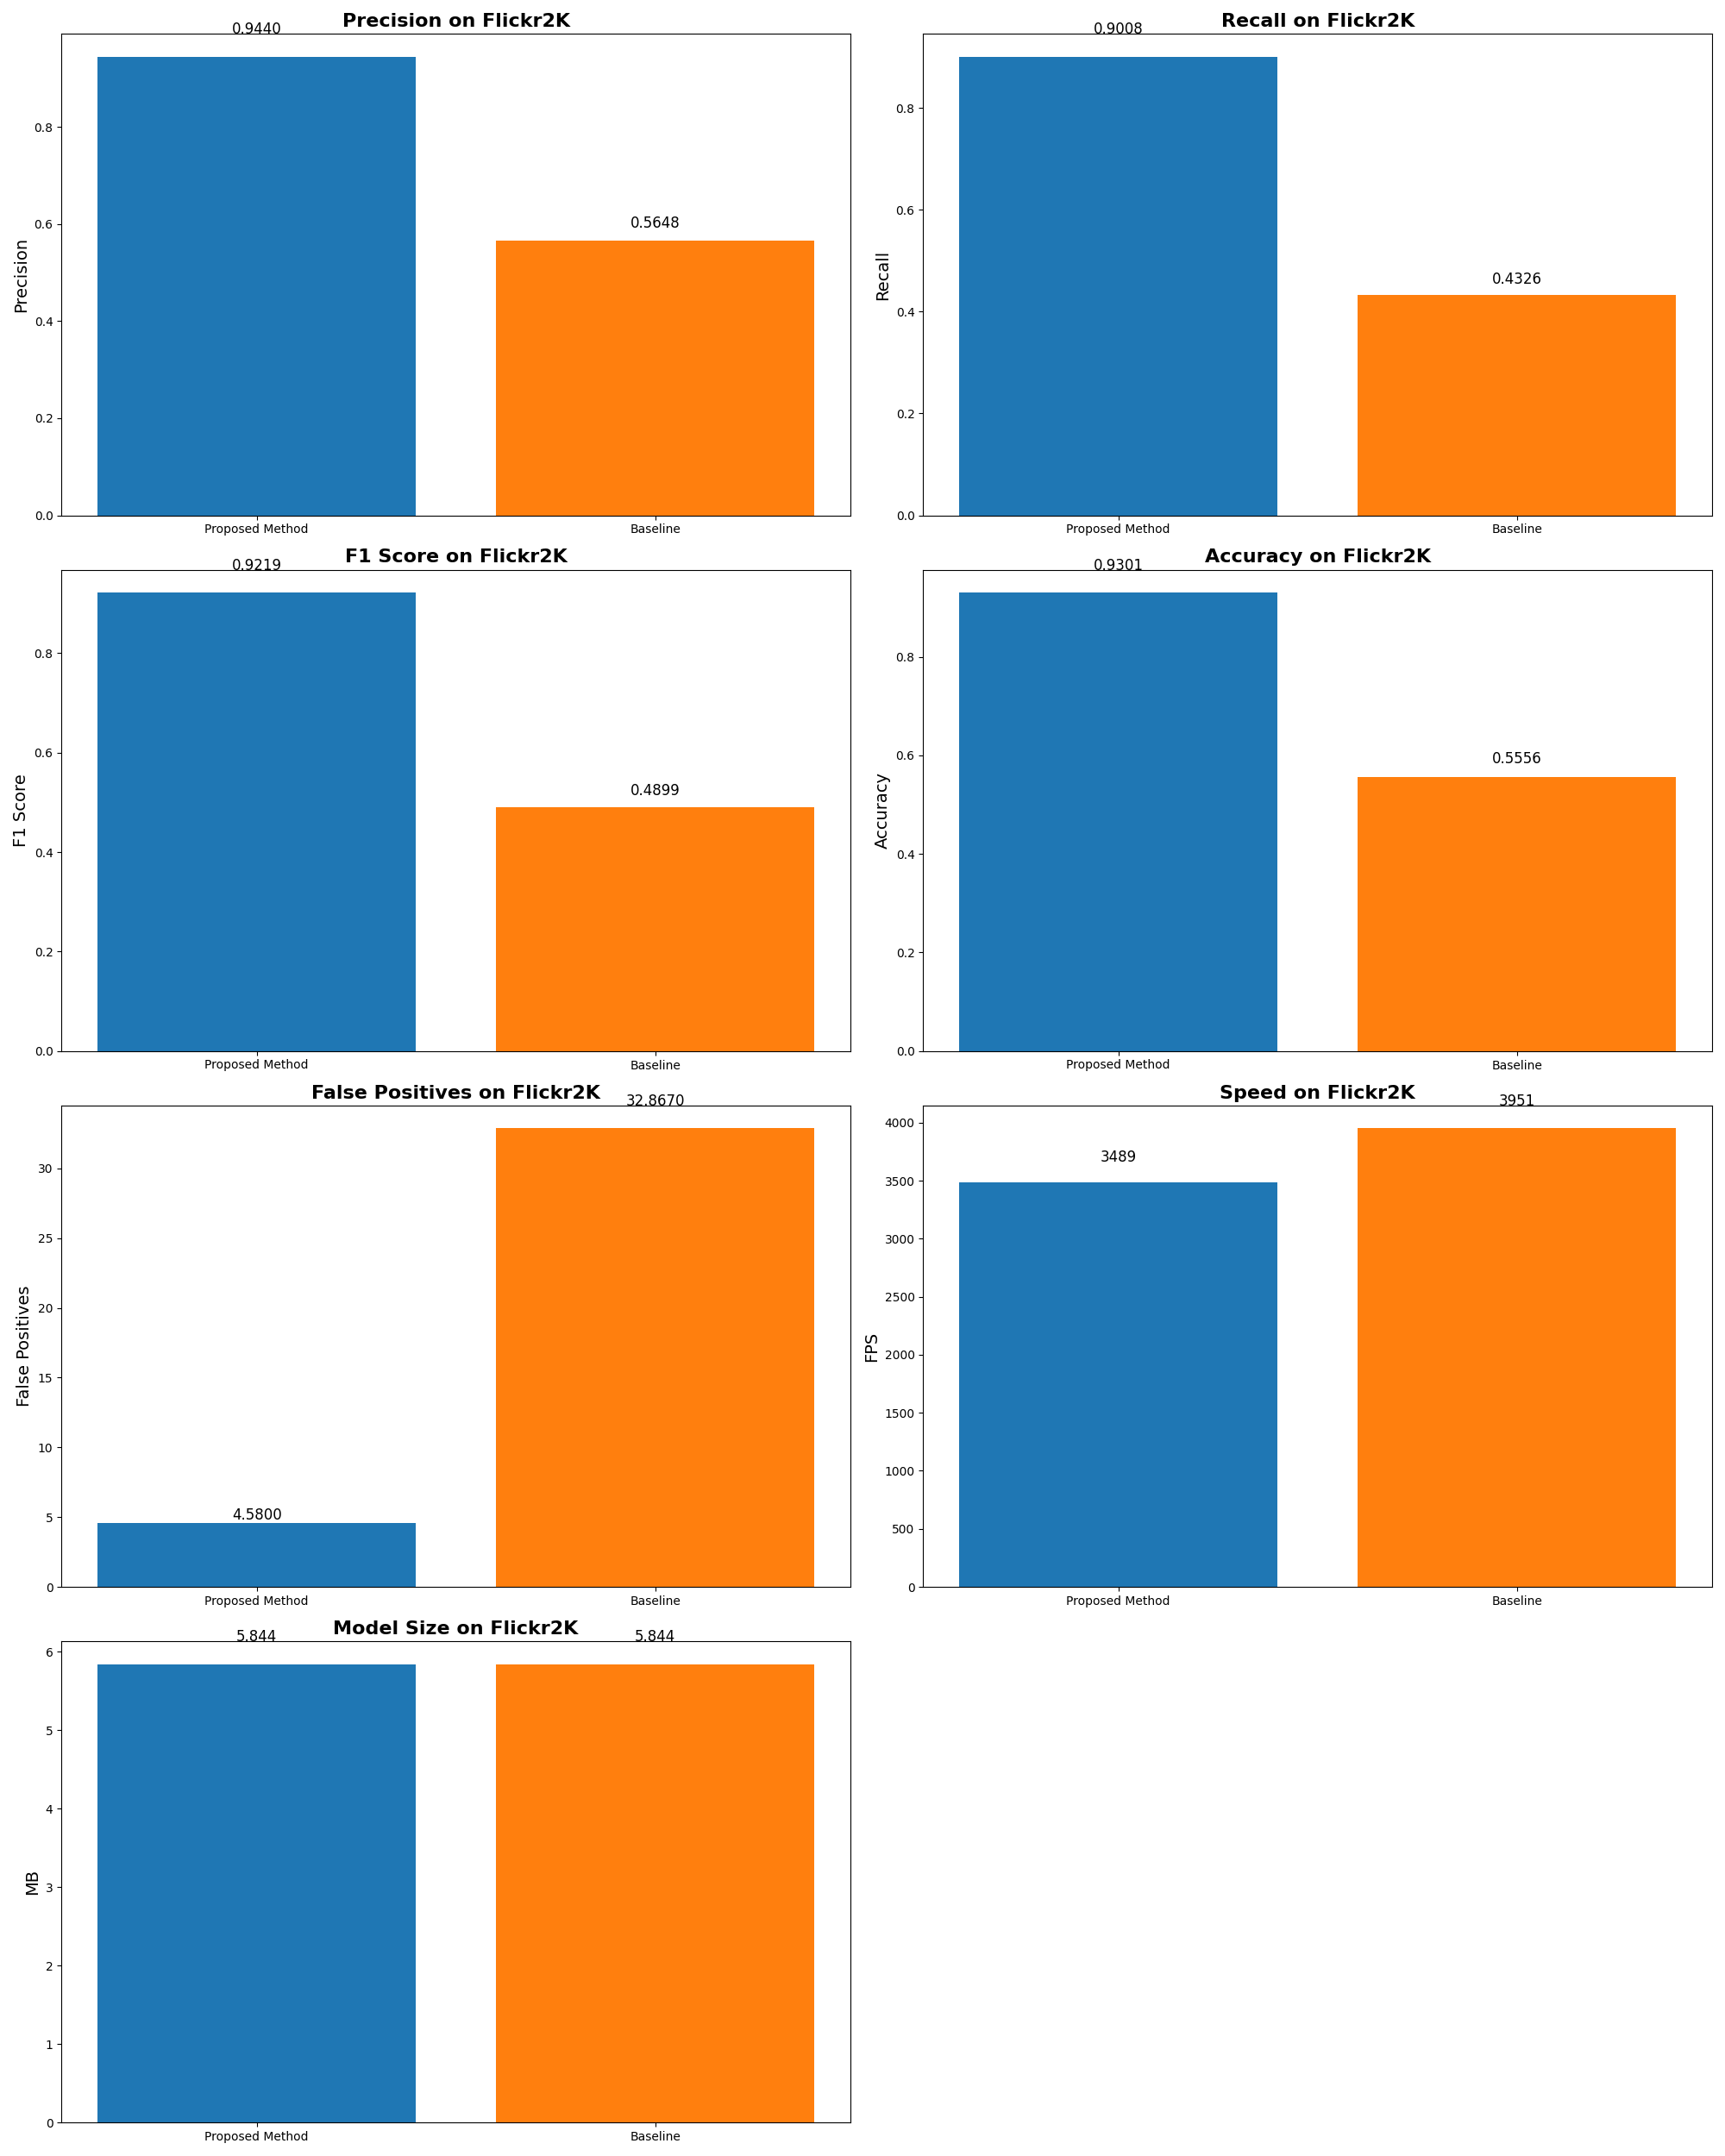 Precision on Flickr2K
0.9440
0.5648
0.8
0.6
0.4
0.2
0.0
Precision
Proposed Method
Baseline
Recall on Flickr2K
0.9008
0.4326
0.8
0.6
0.4
0.2
0.0
Recall
Proposed Method
Baseline
F1 Score on Flickr2K
0.9219
0.4899
0.8
0.6
0.4
0.2
0.0
F1 Score
Proposed Method
Baseline
Accuracy on Flickr2K
0.9301
0.5556
0.8
0.6
0.4
0.2
0.0
Accuracy
Proposed Method
Baseline
False Positives on Flickr2K
32.8670
4.5800
30
25
20
15
10
5
0
False Positives
Proposed Method
Baseline
Speed on Flickr2K
3951
3489
4000
3500
3000
2500
2000
1500
1000
500
0
FPS
Proposed Method
Baseline
Model Size on Flickr2K
5.844
5.844
6
5
4
3
2
1
0
MB
Proposed Method
Baseline